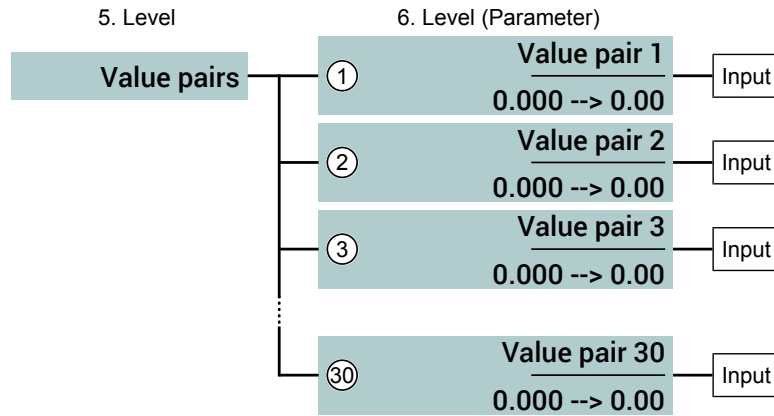 5. Level
6. Level (Parameter)
Value pairs
1
Value pair 1
0.000 --> 0.00
Input
2
Value pair 2
0.000 --> 0.00
Input
3
Value pair 3
0.000 --> 0.00
Input
30
Value pair 30
0.000 --> 0.00
Input